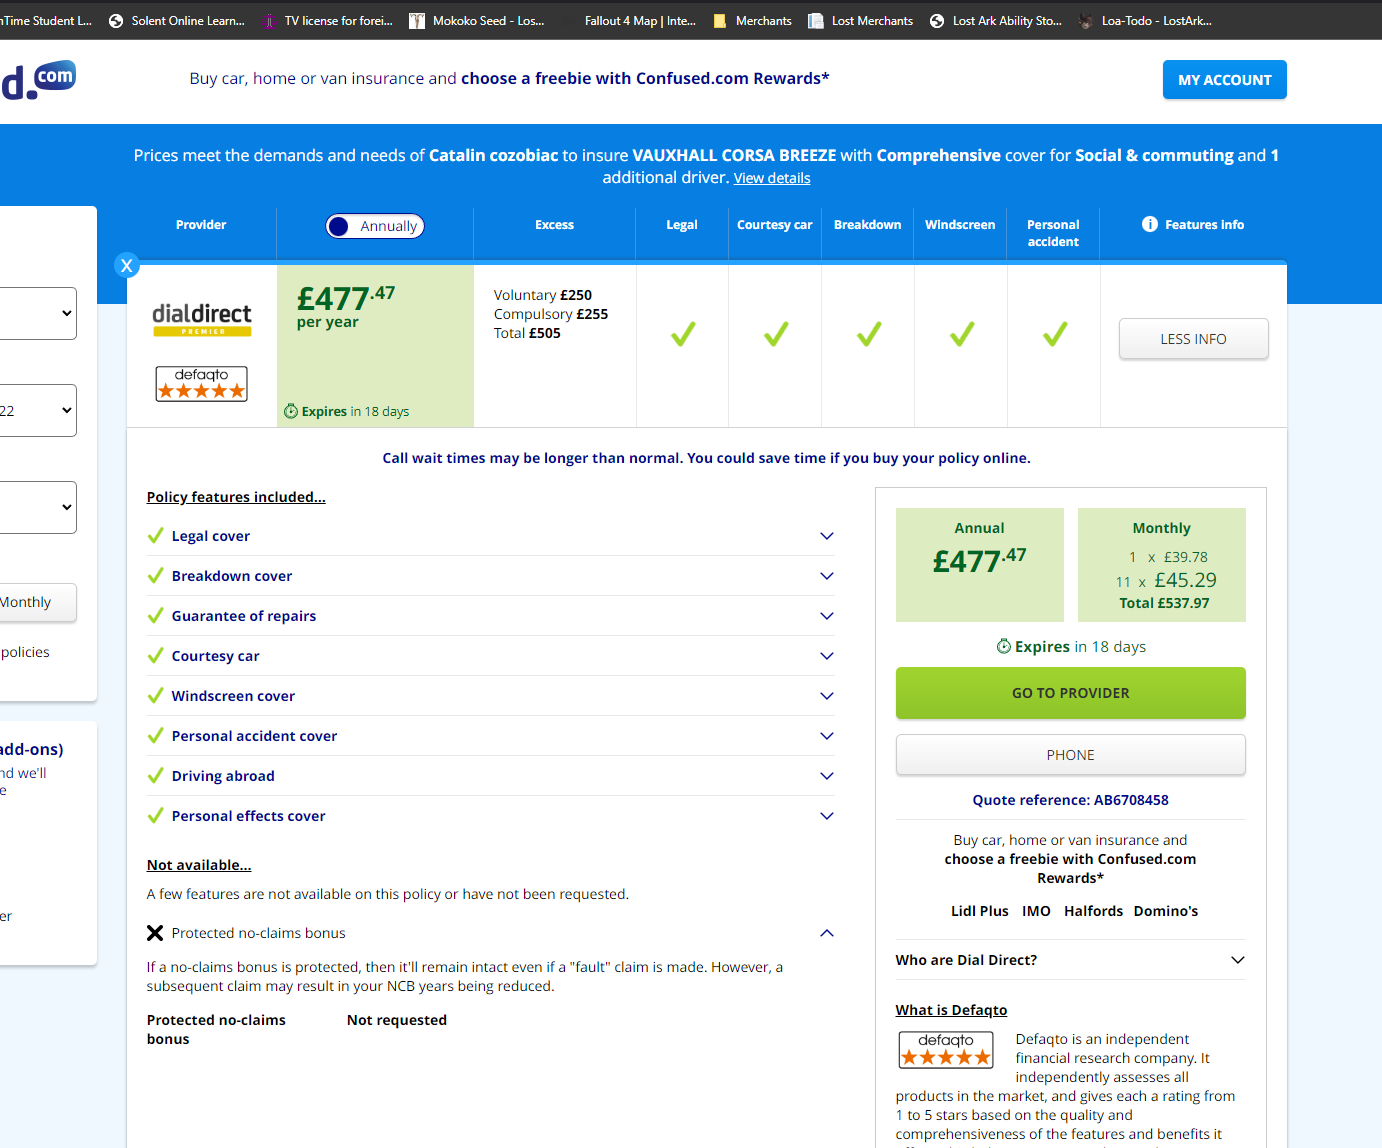 nTime Student L...
Solent Online Learn...
TV license for forei...
Mokoko Seed - Los...
Fallout 4 Map | Inte...
Merchants
Lost Merchants
Lost Ark Ability Sto...
Loa-Todo - LostArk...
d.com
Buy car, home or van insurance and choose a freebie with Confused.com Rewards*
MY ACCOUNT
Prices meet the demands and needs of Catalin cozobiac to insure VAUXHALL CORSA BREEZE with Comprehensive cover for Social & commuting and 1
additional driver. View details
Provider
Annually
Excess
Legal
Courtesy car
Breakdown
Windscreen
Personal
accident
i Features info
X
dialdirect
PREMIER
defaqto
£477.47
per year
Expires in 18 days
Voluntary £250
Compulsory £255
Total £505
LESS INFO
22
Monthly
policies
add-ons)
nd we'll
e
er
Call wait times may be longer than normal. You could save time if you buy your policy online.
Policy features included...
Legal cover
Breakdown cover
Guarantee of repairs
Courtesy car
Windscreen cover
Personal accident cover
Driving abroad
Personal effects cover
Not available...
A few features are not available on this policy or have not been requested.
Protected no-claims bonus
If a no-claims bonus is protected, then it'll remain intact even if a "fault" claim is made. However, a
subsequent claim may result in your NCB years being reduced.
Protected no-claims
bonus
Not requested
Annual
£477.47
Monthly
1 x £39.78
11 x £45.29
Total £537.97
Expires in 18 days
GO TO PROVIDER
PHONE
Quote reference: AB6708458
Buy car, home or van insurance and
choose a freebie with Confused.com
Rewards*
Lidl Plus IMO Halfords Domino's
Who are Dial Direct?
What is Defaqto
defaqto
Defaqto is an independent
financial research company. It
independently assesses all
products in the market, and gives each a rating from
1 to 5 stars based on the quality and
comprehensiveness of the features and benefits it